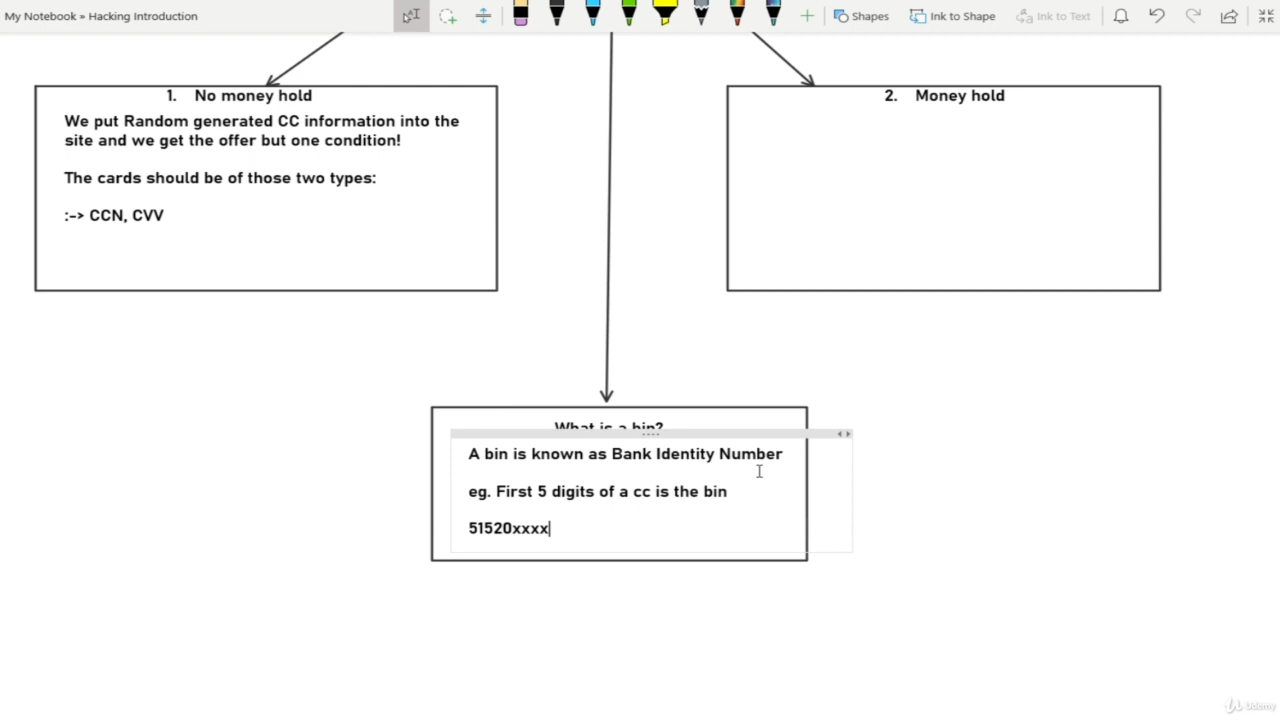 My Notebook » Hacking Introduction
Shapes
Ink to Shape
Ink to Text
1. No money hold
We put Random generated CC information into the
site and we get the offer but one condition!
The cards should be of those two types:
:-> CCN, CVV
2. Money hold
What is a bin?
A bin is known as Bank Identity Number
eg. First 5 digits of a cc is the bin
51520xxxx
Udemy